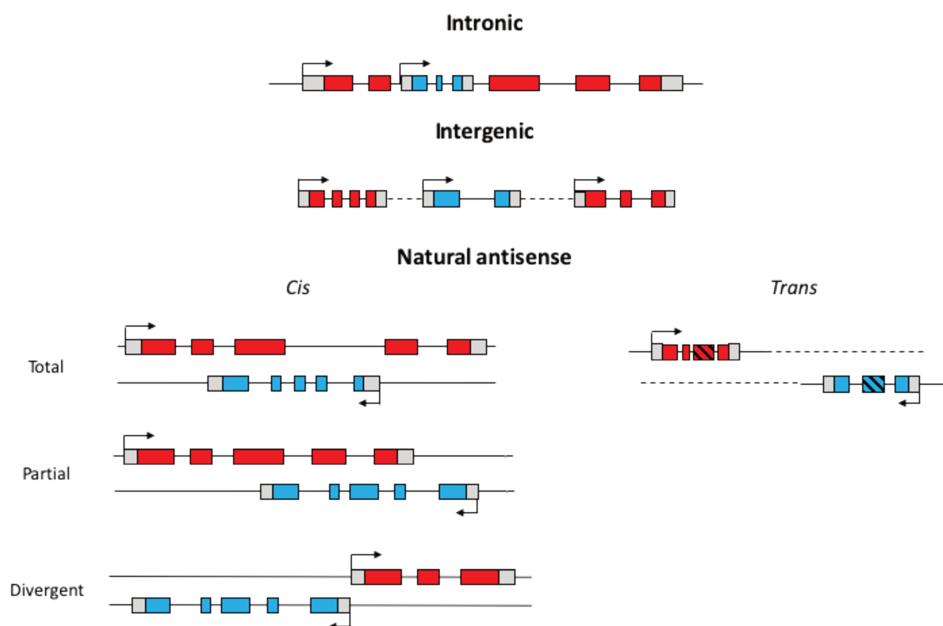 Intronic
Intergenic
Natural antisense
Cis
Trans
Total
Partial
Divergent